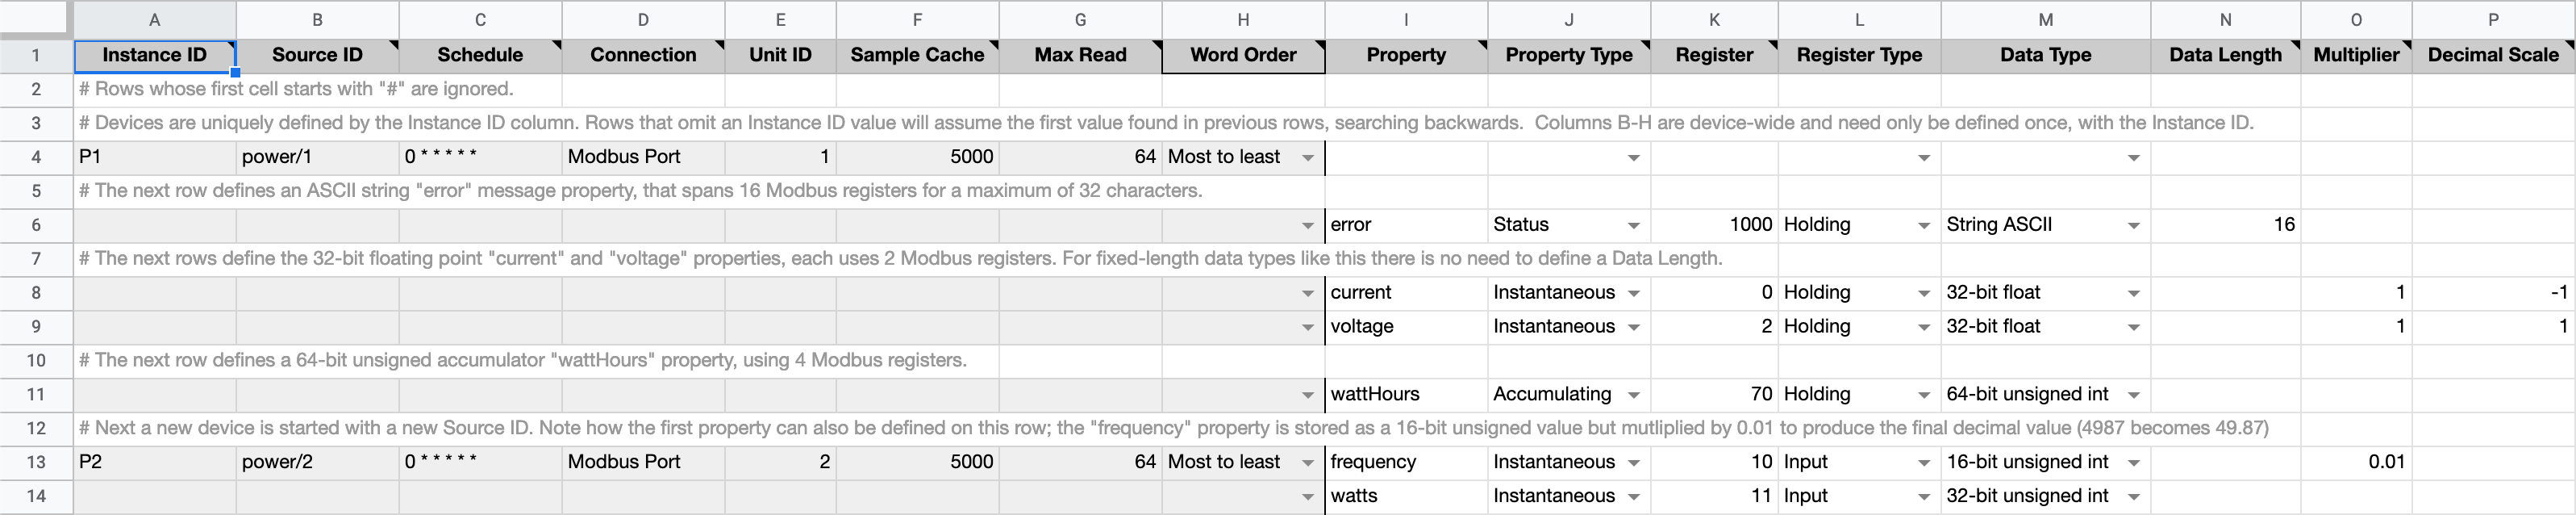 A B C D E F G H I J K L M N O P
1 Instance ID Source ID Schedule Connection Unit ID Sample Cache Max Read Word Order Property Property Type Register Register Type Data Type Data Length Multiplier Decimal Scale
2 # Rows whose first cell starts with "#" are ignored.
3 # Devices are uniquely defined by the Instance ID column. Rows that omit an Instance ID value will assume the first value found in previous rows, searching backwards. Columns B-H are device-wide and need only be defined once, with the Instance ID.
4 P1 power/1 0 * * * * * Modbus Port 1 5000 64 Most to least
5 # The next row defines an ASCII string "error" message property, that spans 16 Modbus registers for a maximum of 32 characters.
6 error Status 1000 Holding String ASCII 16
7 # The next rows define the 32-bit floating point "current" and "voltage" properties, each uses 2 Modbus registers. For fixed-length data types like this there is no need to define a Data Length.
8 current Instantaneous 0 Holding 32-bit float 1 -1
9 voltage Instantaneous 2 Holding 32-bit float 1 1
10 # The next row defines a 64-bit unsigned accumulator "wattHours" property, using 4 Modbus registers.
11 wattHours Accumulating 70 Holding 64-bit unsigned int
12 # Next a new device is started with a new Source ID. Note how the first property can also be defined on this row; the "frequency" property is stored as a 16-bit unsigned value but mutliplied by 0.01 to produce the final decimal value (4987 becomes 49.87)
13 P2 power/2 0 * * * * * Modbus Port 2 5000 64 Most to least frequency Instantaneous 10 Input 16-bit unsigned int 0.01
14 watts Instantaneous 11 Input 32-bit unsigned int